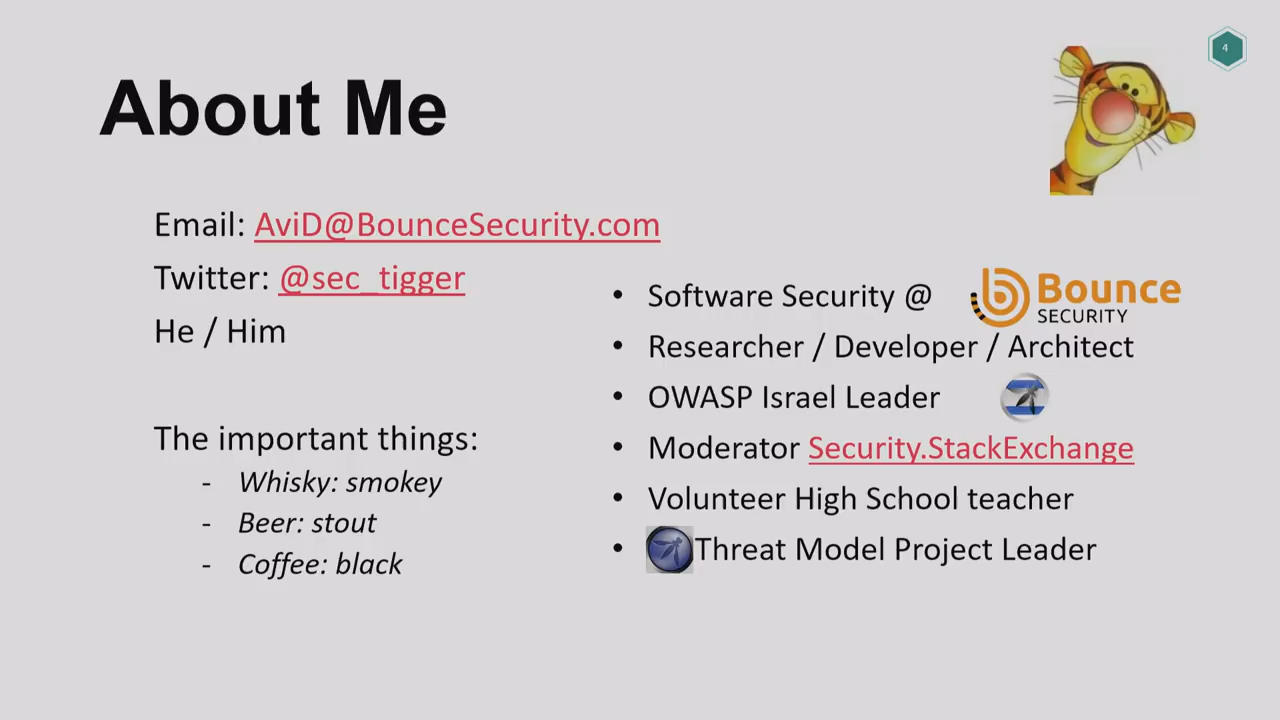 4
About Me
Email: AviD@BounceSecurity.com
Twitter: @sec_tigger
He / Him
The important things:
- Whisky: smokey
- Beer: stout
- Coffee: black
• Software Security @ Bounce SECURITY
• Researcher / Developer / Architect
• OWASP Israel Leader
• Moderator Security.StackExchange
• Volunteer High School teacher
• Threat Model Project Leader